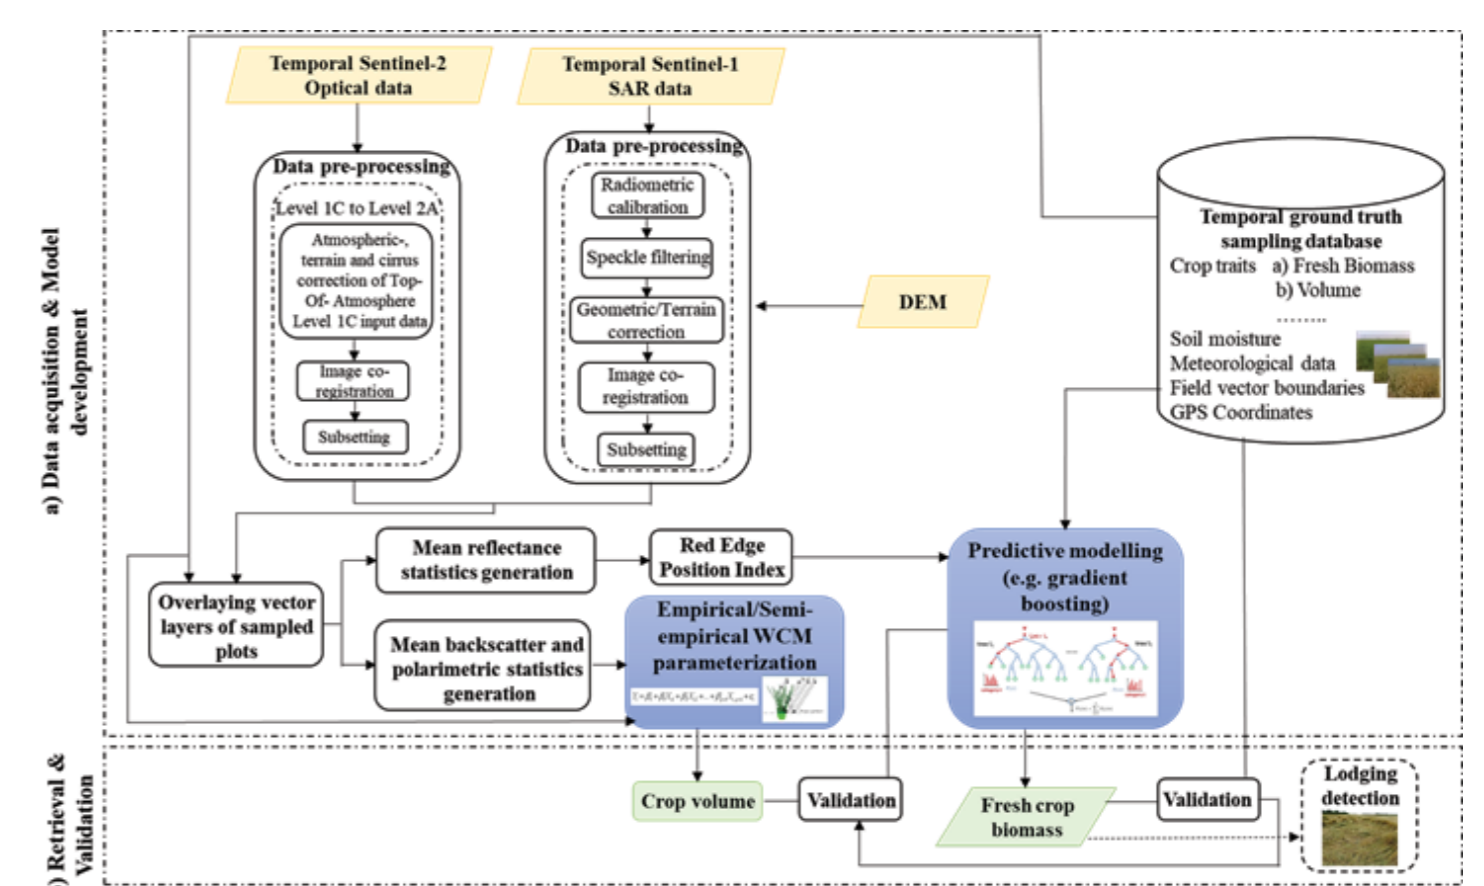 Temporal Sentinel-2
Optical data
Temporal Sentinel-1
SAR data
Data pre-processing
Level 1C to Level 2A
Atmospheric-,
terrain and cirrus
correction of Top-
Of- Atmosphere
Level 1C input data
Image co-
registration
Subsetting
Data pre-processing
Radiometric
calibration
Speckle filtering
Geometric/Terrain
correction
Image co-
registration
Subsetting
DEM
Temporal ground truth
sampling database
Crop traits a) Fresh Biomass
b) Volume
........
Soil moisture
Meteorological data
Field vector boundaries
GPS Coordinates
a) Data acquisition & Model
development
Overlaying vector
layers of sampled
plots
Mean reflectance
statistics generation
Red Edge
Position Index
Mean backscatter and
polarimetric statistics
generation
Empirical/Semi-
empirical WCM
parameterization
Predictive modelling
(e.g. gradient
boosting)
) Retrieval &
Validation
Crop volume
Validation
Fresh crop
biomass
Validation
Lodging
detection